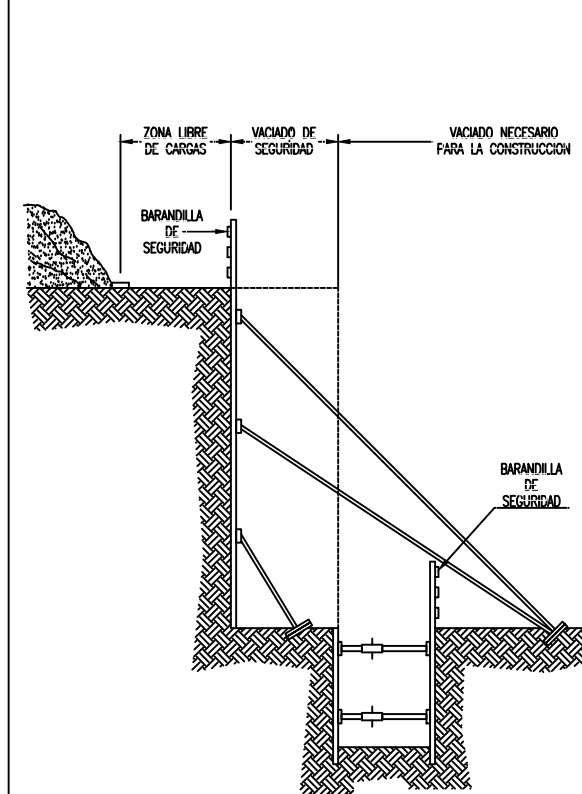 ZONA LIBRE
DE CARGAS
VACIADO DE
SEGURIDAD
VACIADO NECESARIO
PARA LA CONSTRUCCION
BARANDILLA
DE
SEGURIDAD
BARANDILLA
DE
SEGURIDAD